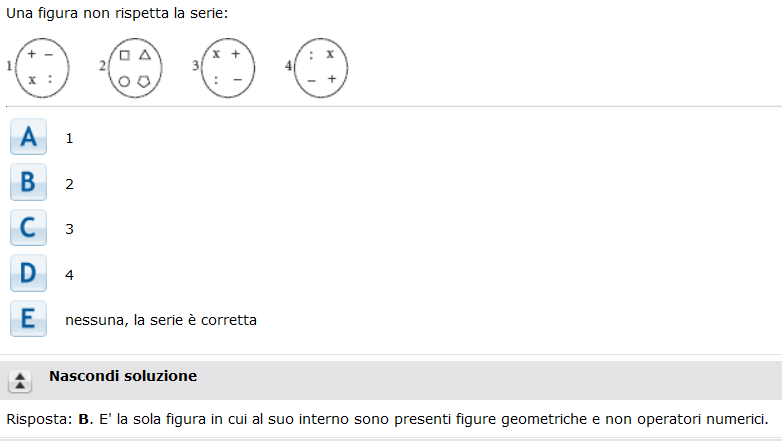 Una figura non rispetta la serie:
1 2 3 4
+ − x + : x
x : : − − +
A 1
B 2
C 3
D 4
E nessuna, la serie è corretta
Nascondi soluzione
Risposta: B. E' la sola figura in cui al suo interno sono presenti figure geometriche e non operatori numerici.